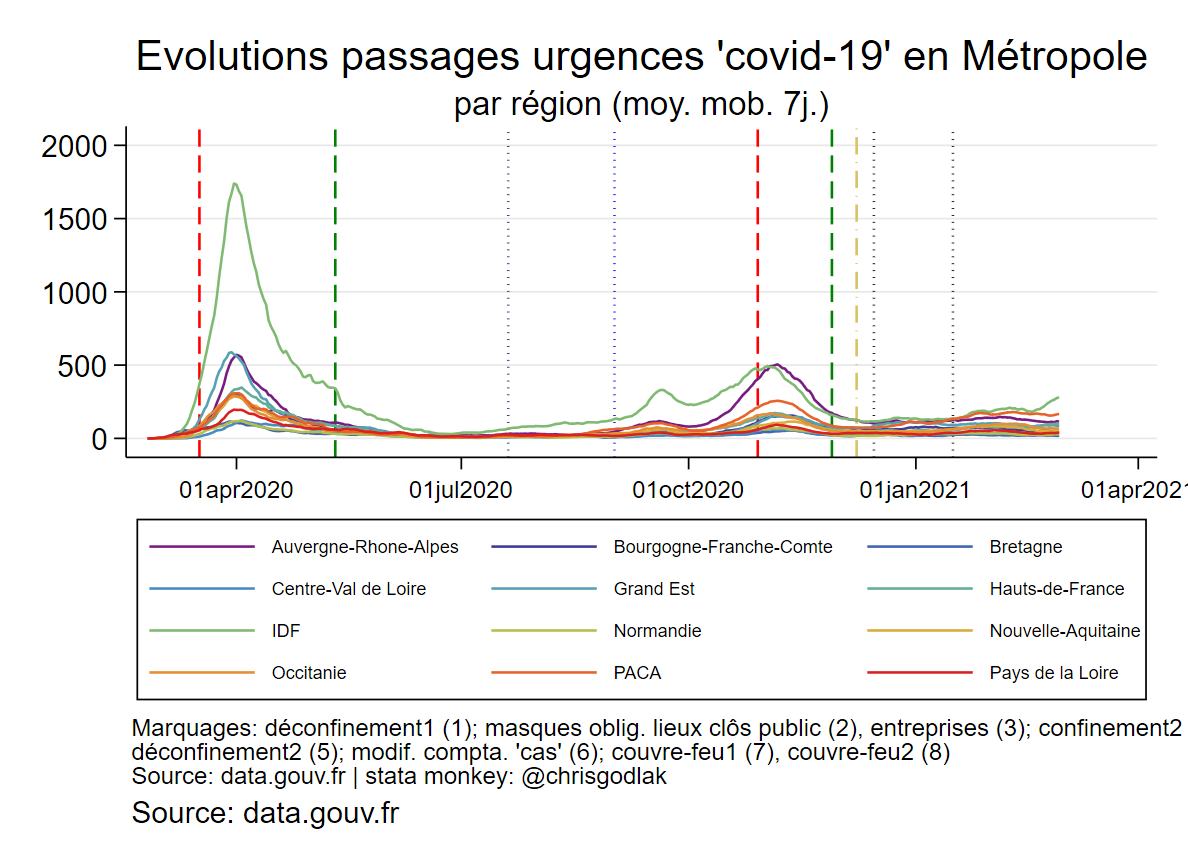 Evolutions passages urgences 'covid-19' en Métropole
par région (moy. mob. 7j.)
2000
1500
1000
500
0
01apr2020 01jul2020 01oct2020 01jan2021 01apr2021
Auvergne-Rhone-Alpes Bourgogne-Franche-Comte Bretagne
Centre-Val de Loire Grand Est Hauts-de-France
IDF Normandie Nouvelle-Aquitaine
Occitanie PACA Pays de la Loire
Marquages: déconfinement1 (1); masques oblig. lieux clôs public (2), entreprises (3); confinement2
déconfinement2 (5); modif. compta. 'cas' (6); couvre-feu1 (7), couvre-feu2 (8)
Source: data.gouv.fr | stata monkey: @chrisgodlak
Source: data.gouv.fr